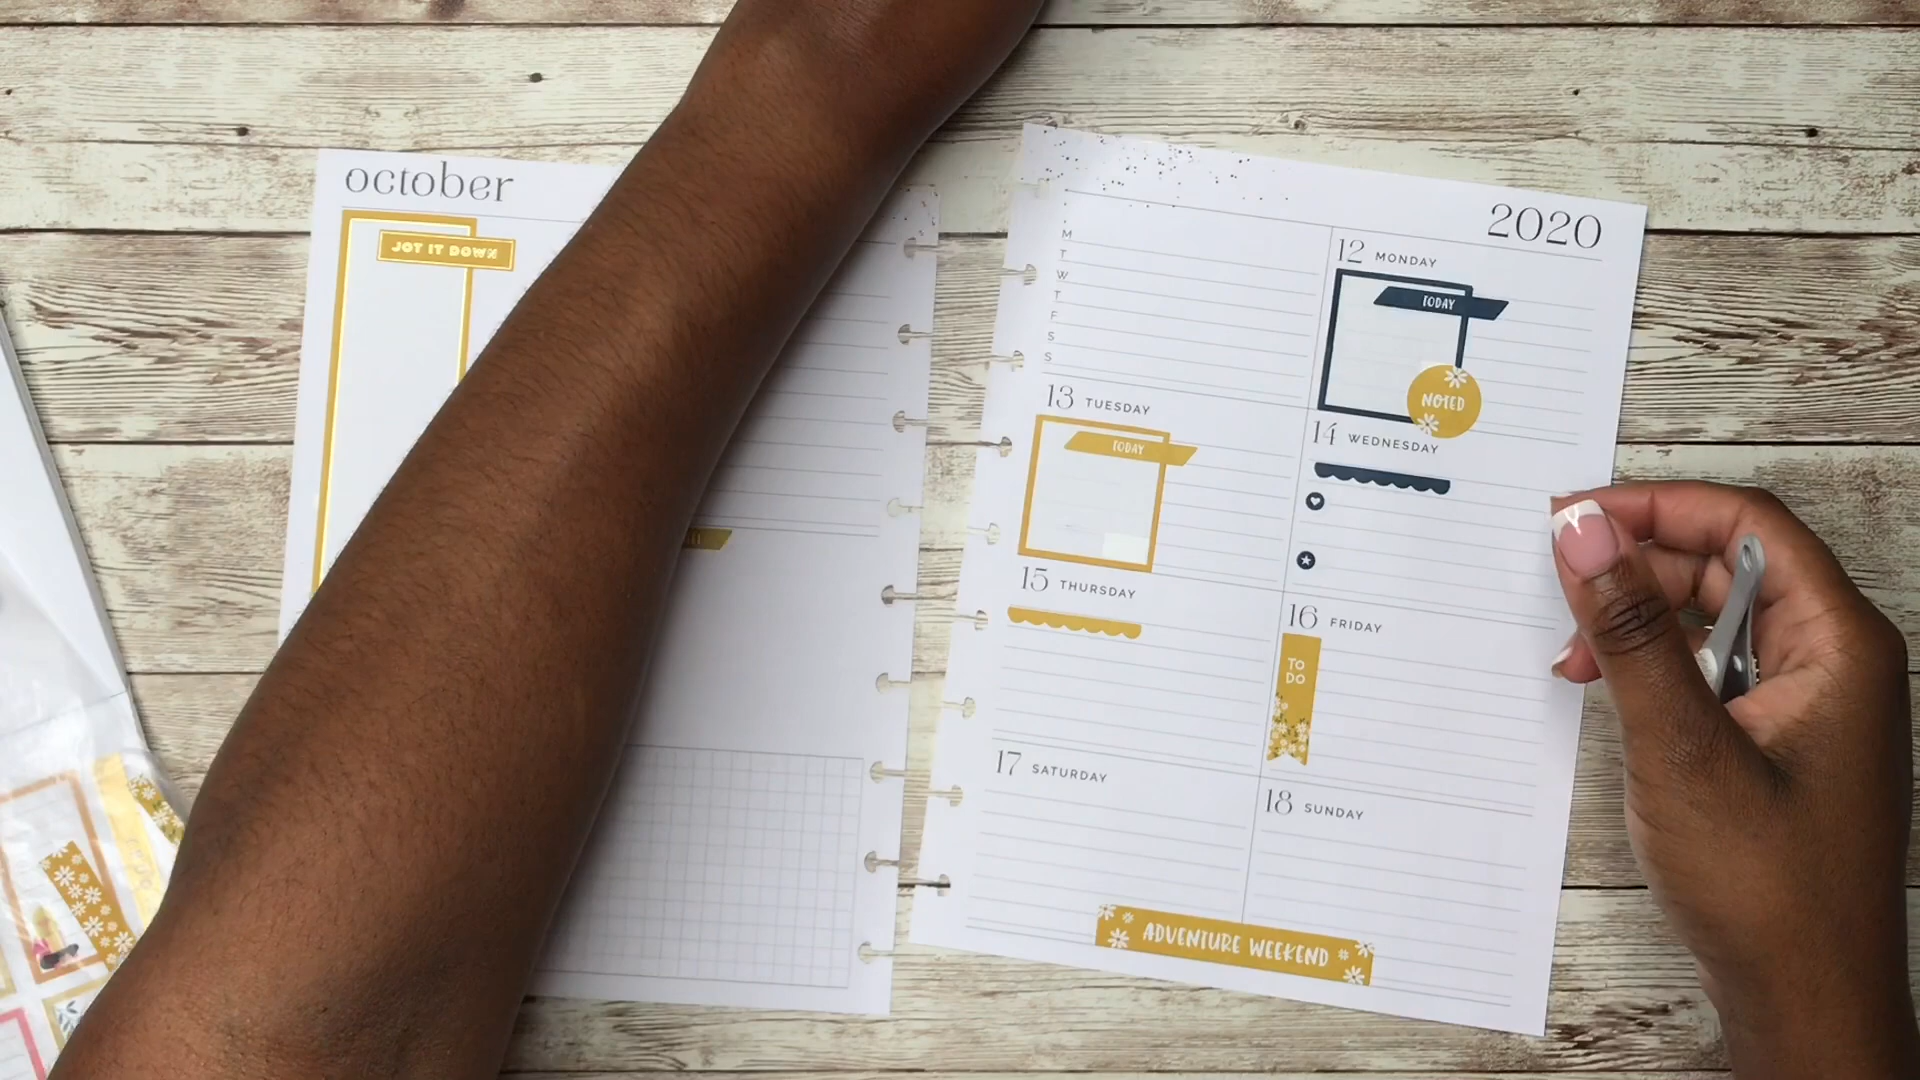 october
JOT IT DOWN
2020
M
T
W
T
F
S
S
12 MONDAY
TODAY
NOTED
13 TUESDAY
TODAY
14 WEDNESDAY
15 THURSDAY
16 FRIDAY
TO
DO
17 SATURDAY
18 SUNDAY
ADVENTURE WEEKEND